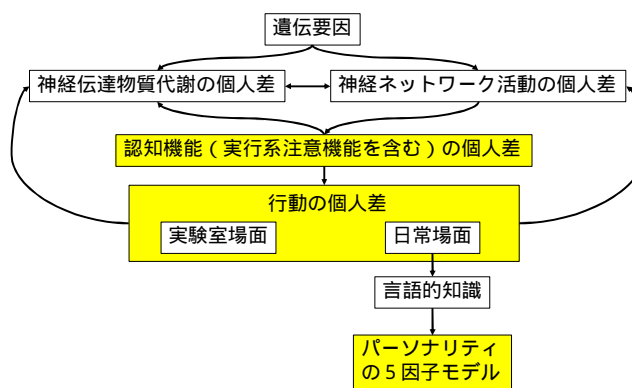 遺伝要因
神経伝達物質代謝の個人差
神経ネットワーク活動の個人差
認知機能（実行系注意機能を含む）の個人差
行動の個人差
実験室場面
日常場面
言語的知識
パーソナリティ
の５因子モデル